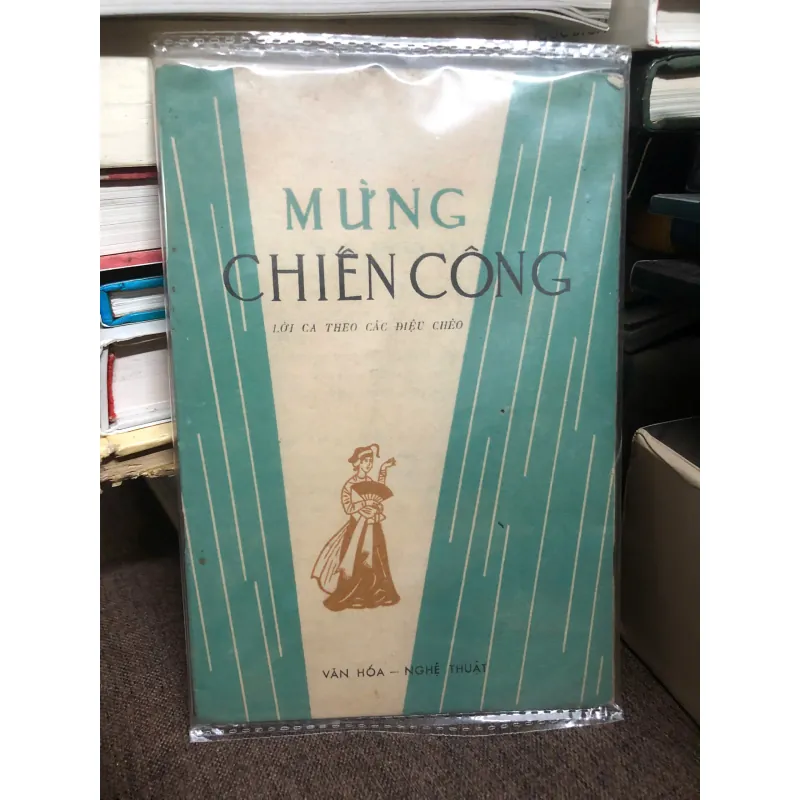 MỪNG
CHIẾN CÔNG
LỜI CA THEO CÁC ĐIỆU CHÈO
VĂN HÓA — NGHỆ THUẬT